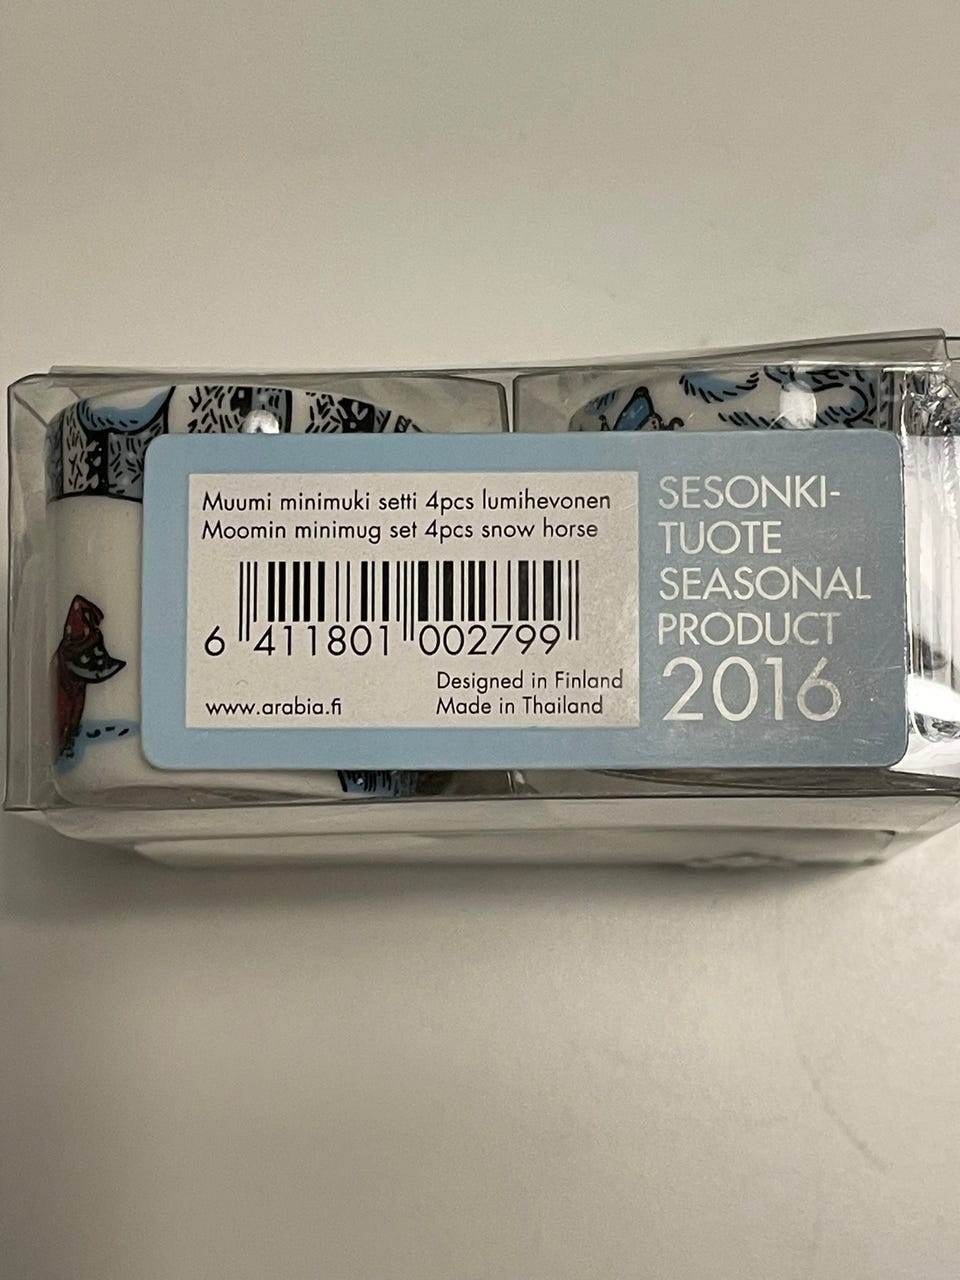 Muumi minimuki setti 4pcs lumihevonen
Moomin minimug set 4pcs snow horse
6 411801 002799
www.arabia.fi
Designed in Finland
Made in Thailand
SESONKI-
TUOTE
SEASONAL
PRODUCT
2016